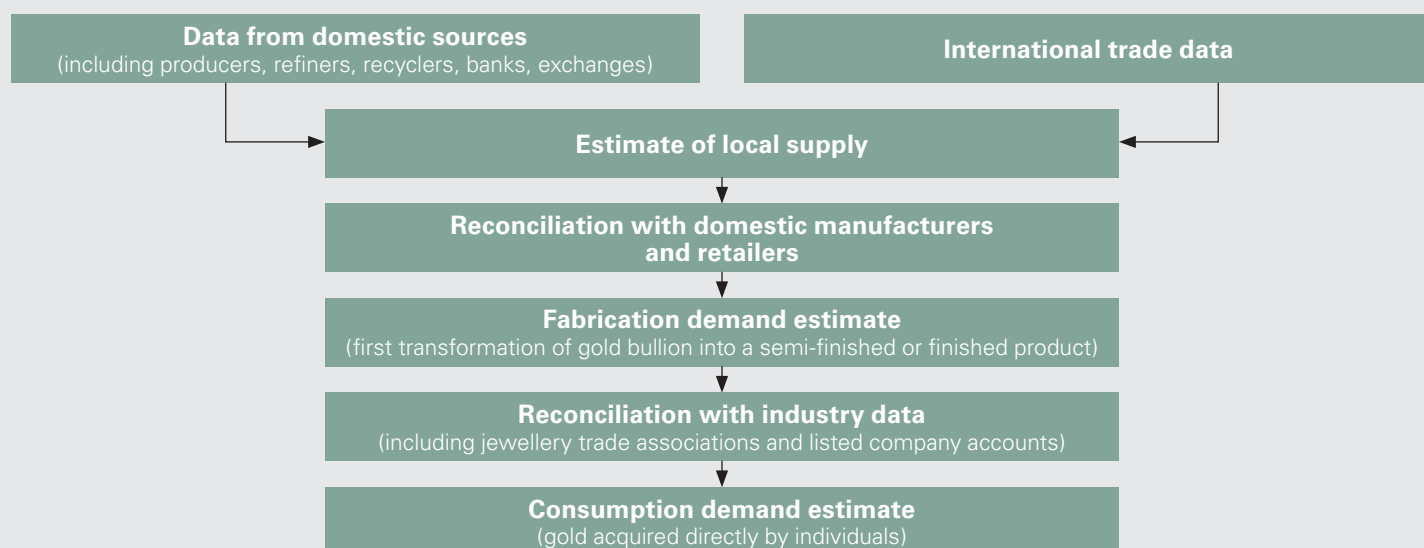 Data from domestic sources
(including producers, refiners, recyclers, banks, exchanges)
International trade data
Estimate of local supply
Reconciliation with domestic manufacturers
and retailers
Fabrication demand estimate
(first transformation of gold bullion into a semi-finished or finished product)
Reconciliation with industry data
(including jewellery trade associations and listed company accounts)
Consumption demand estimate
(gold acquired directly by individuals)